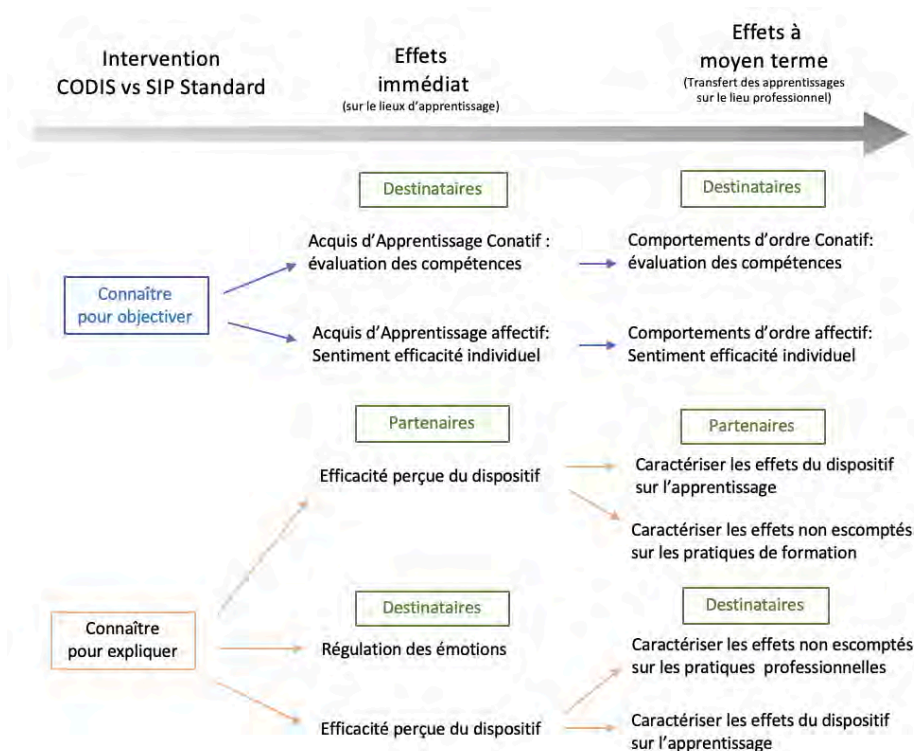 Intervention
CODIS vs SIP Standard
Effets
immédiat
(sur le lieux d'apprentissage)
Effets à
moyen terme
(Transfert des apprentissages
sur le lieu professionnel)
Destinataires
Destinataires
Acquis d'Apprentissage Conatif :
évaluation des compétences
Comportements d'ordre Conatif:
évaluation des compétences
Connaître
pour objectiver
Acquis d'Apprentissage affectif:
Sentiment efficacité individuel
Comportements d'ordre affectif:
Sentiment efficacité individuel
Partenaires
Partenaires
Efficacité perçue du dispositif
Caractériser les effets du dispositif
sur l'apprentissage
Caractériser les effets non escomptés
sur les pratiques de formation
Destinataires
Destinataires
Connaître
pour expliquer
Régulation des émotions
Caractériser les effets non escomptés
sur les pratiques professionnelles
Efficacité perçue du dispositif
Caractériser les effets du dispositif
sur l'apprentissage